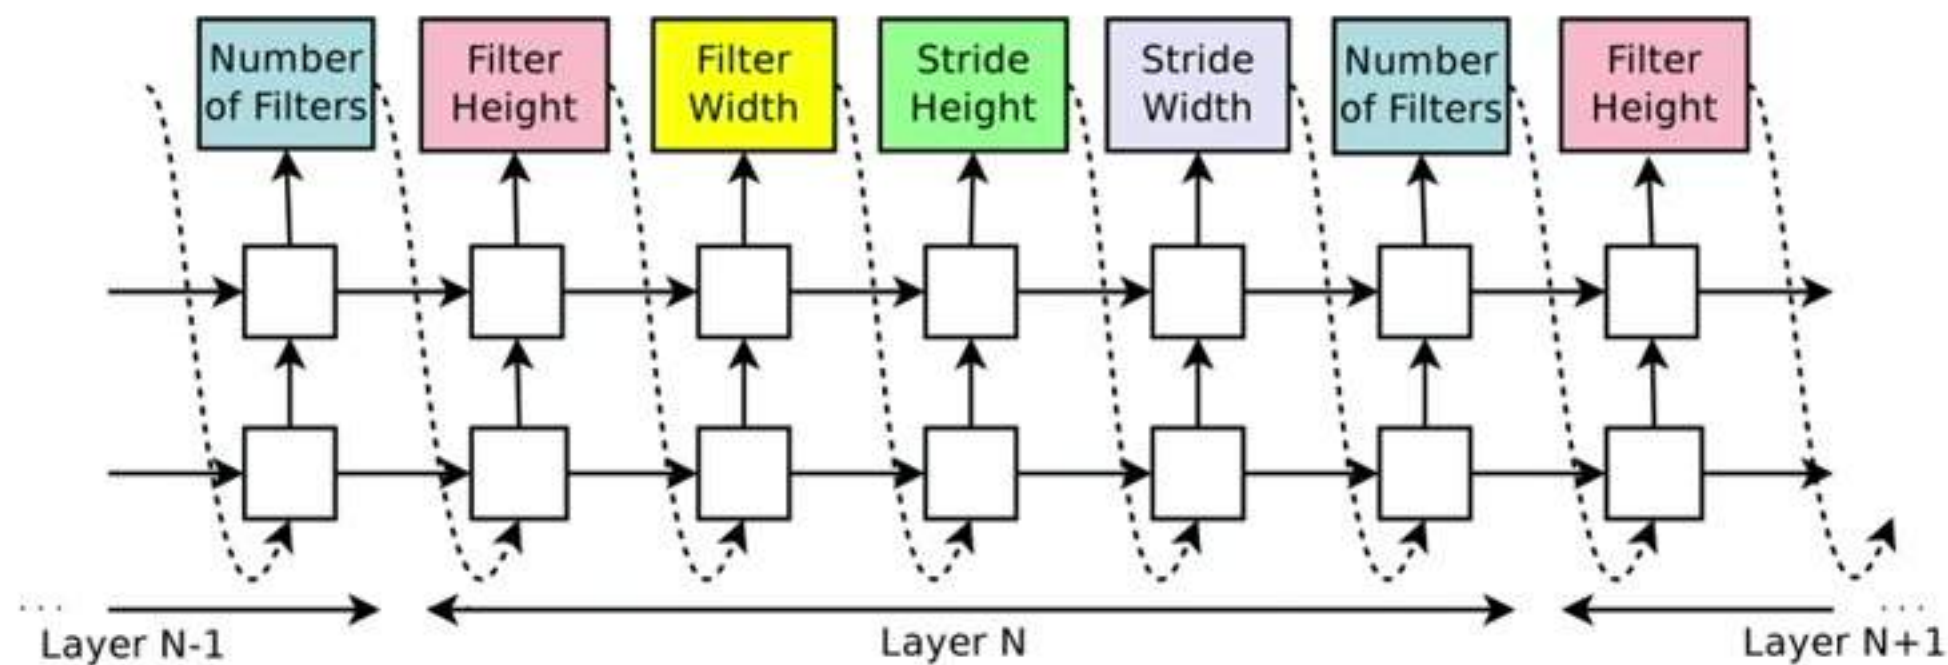 Number
of Filters
Filter
Height
Filter
Width
Stride
Height
Stride
Width
Number
of Filters
Filter
Height
...
...
Layer N-1
Layer N
Layer N+1